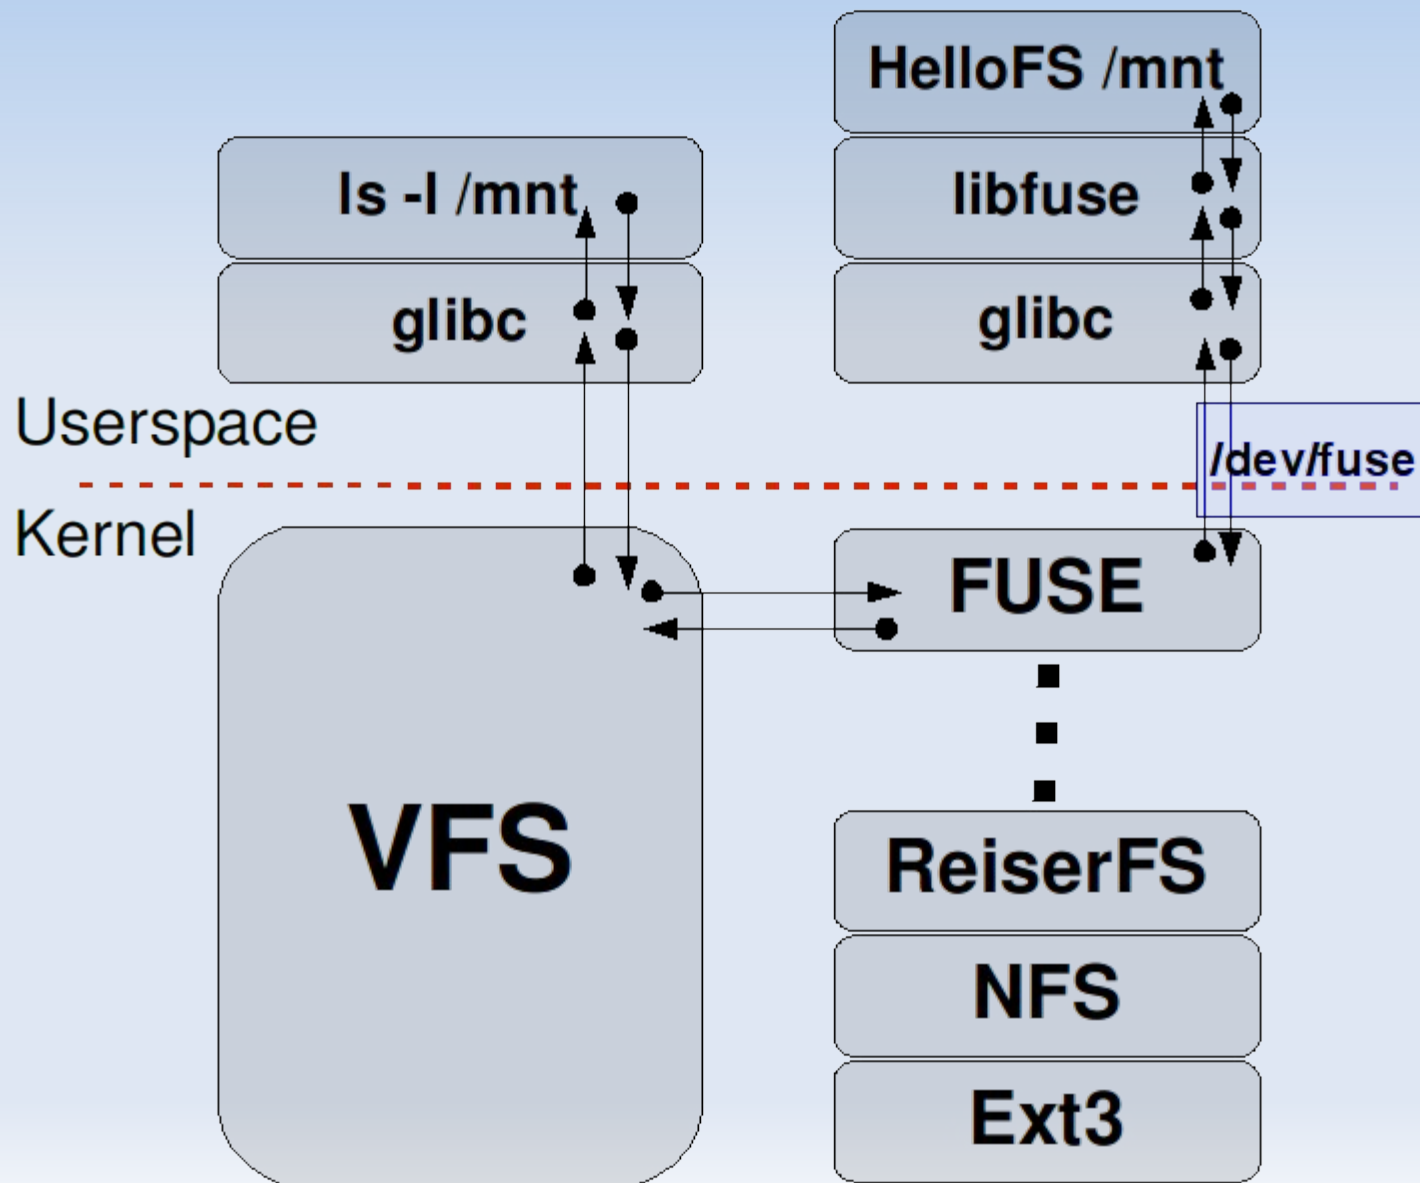 HelloFS /mnt
ls -l /mnt
libfuse
glibc
glibc
Userspace
/dev/fuse
Kernel
FUSE
VFS
ReiserFS
NFS
Ext3